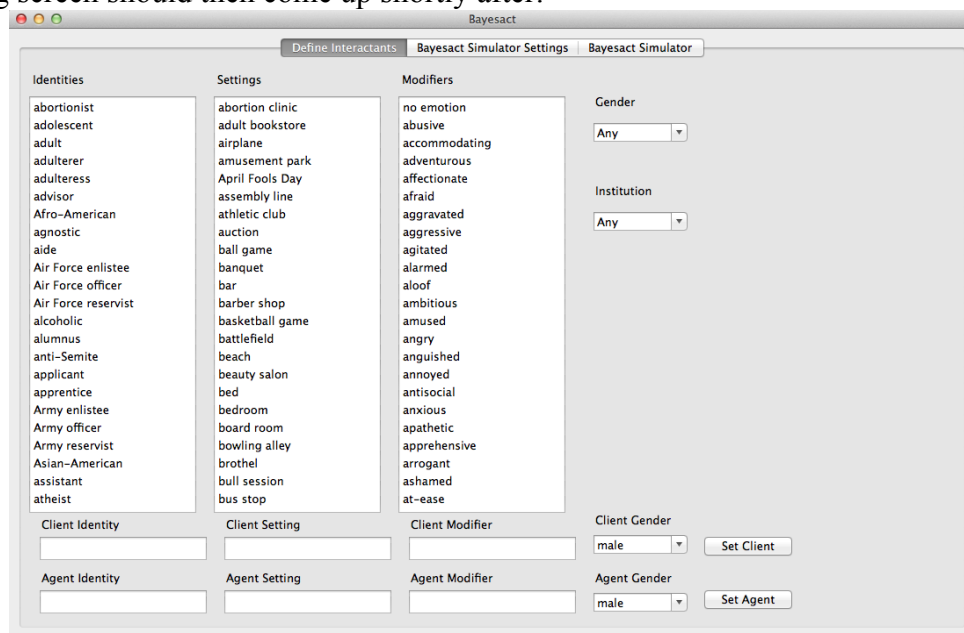 g screen should then come up shortly after.
Bayesact
Define Interactants Bayesact Simulator Settings Bayesact Simulator
Identities
abortionist
adolescent
adult
adulterer
adulteress
advisor
Afro-American
agnostic
aide
Air Force enlistee
Air Force officer
Air Force reservist
alcoholic
alumnus
anti-Semite
applicant
apprentice
Army enlistee
Army officer
Army reservist
Asian-American
assistant
atheist
Settings
abortion clinic
adult bookstore
airplane
amusement park
April Fools Day
assembly line
athletic club
auction
ball game
banquet
bar
barber shop
basketball game
battlefield
beach
beauty salon
bed
bedroom
board room
bowling alley
brothel
bull session
bus stop
Modifiers
no emotion
abusive
accommodating
adventurous
affectionate
afraid
aggravated
aggressive
agitated
alarmed
aloof
ambitious
amused
angry
anguished
annoyed
antisocial
anxious
apathetic
apprehensive
arrogant
ashamed
at-ease
Gender
Any
Institution
Any
Client Identity Client Setting Client Modifier Client Gender
male Set Client
Agent Identity Agent Setting Agent Modifier Agent Gender
male Set Agent